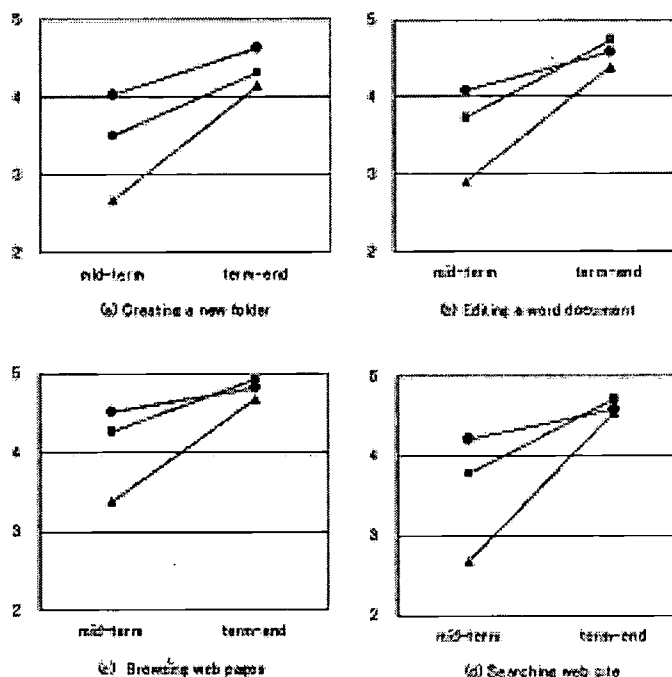 5
4
3
2
mid-term term-end
(a) Creating a new folder
5
4
3
2
mid-term term-end
(b) Editing a word document
5
4
3
2
mid-term term-end
(c) Browsing web pages
5
4
3
2
mid-term term-end
(d) Searching web site